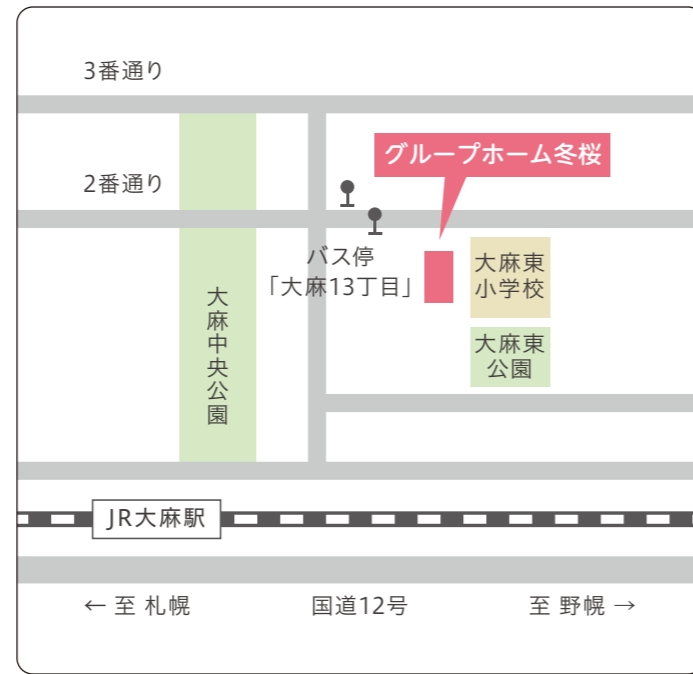 3番通り
グループホーム冬桜
2番通り
バス停
「大麻13丁目」
大麻東
小学校
大麻中央公園
大麻東
公園
JR大麻駅
← 至 札幌
国道12号
至 野幌 →